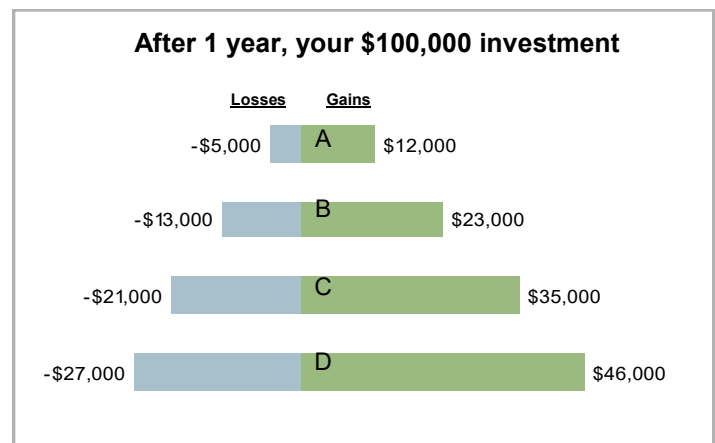 After 1 year, your $100,000 investment
Losses Gains
-$5,000 A $12,000
-$13,000 B $23,000
-$21,000 C $35,000
-$27,000 D $46,000